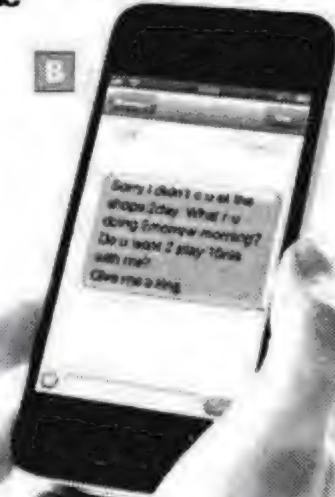 B
Sorry I didn't c u at the
shops 2day. What r u
doing 2morrow morning?
Do u want 2 play 10nis
with me?
Give me a ring.